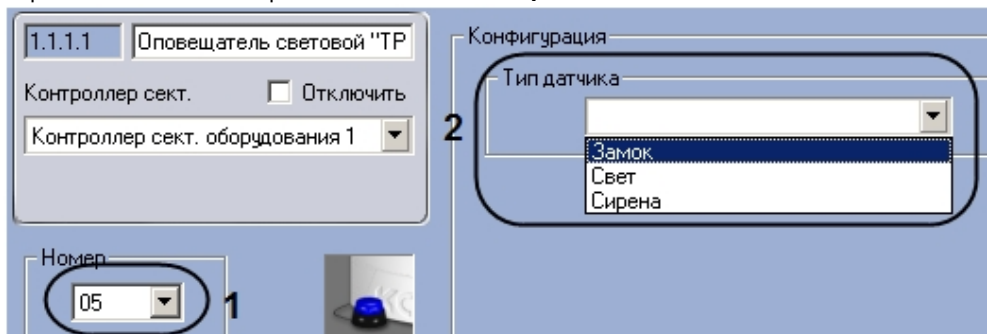 1.1.1.1
Оповещатель световой "ТР
Контроллер сект.
Отключить
Контроллер сект. оборудования 1
Номер
05
1
Конфигурация
Тип датчика
2
Замок
Свет
Сирена